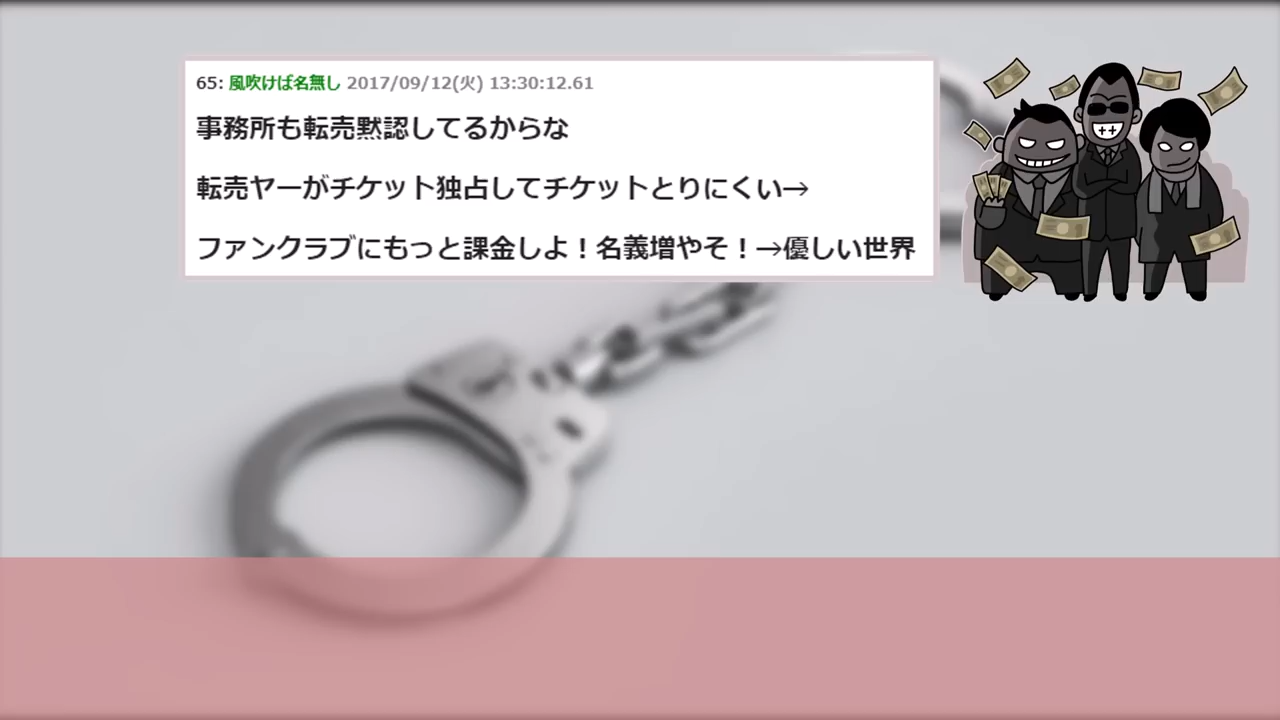 65: 風吹けば名無し 2017/09/12(火) 13:30:12.61
事務所も転売黙認してるからな
転売ヤーがチケット独占してチケットとりにくい→
ファンクラブにもっと課金しよ！名義増やそ！→優しい世界